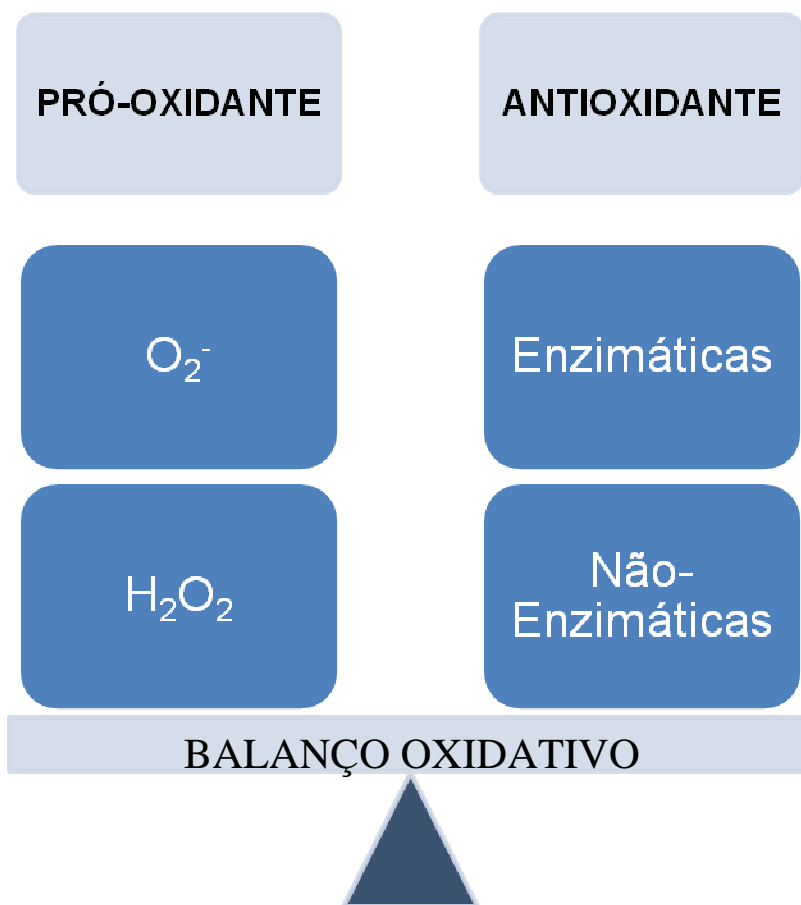 PRÓ-OXIDANTE
ANTIOXIDANTE
O₂⁻
Enzimáticas
H₂O₂
Não-
Enzimáticas
BALANÇO OXIDATIVO